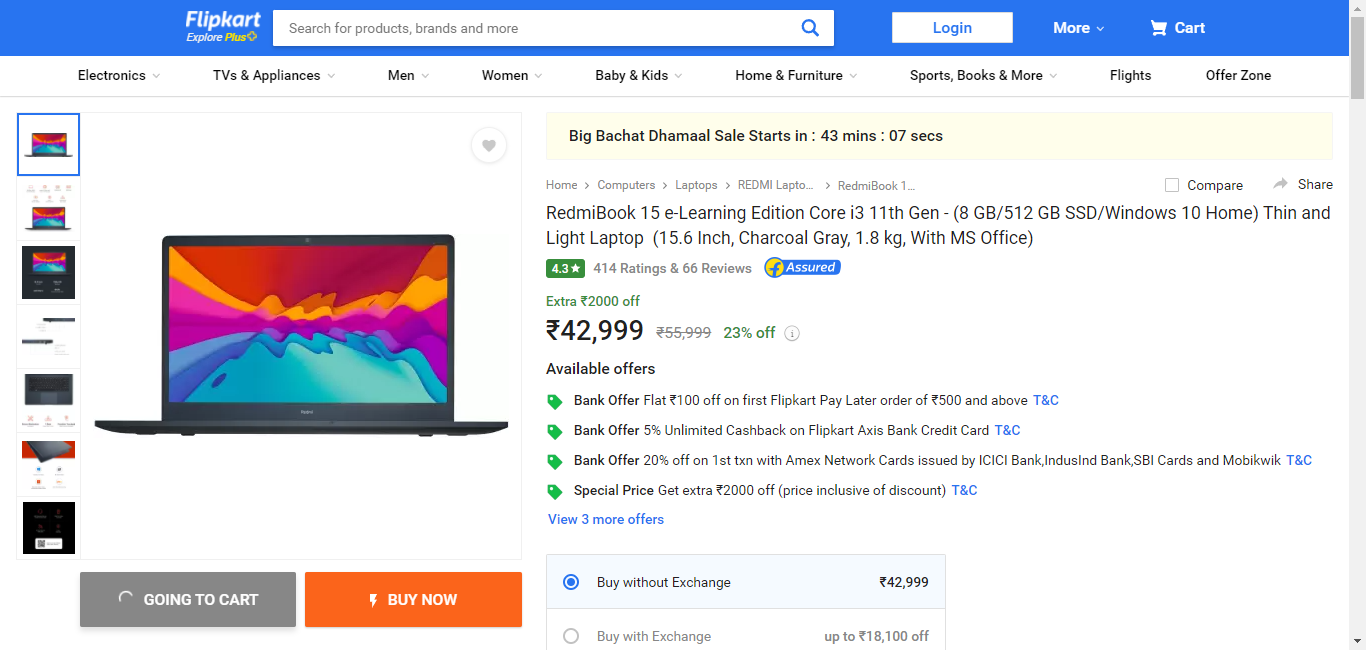 Flipkart
Explore Plus
Search for products, brands and more
Login
More
Cart
Electronics
TVs & Appliances
Men
Women
Baby & Kids
Home & Furniture
Sports, Books & More
Flights
Offer Zone
Big Bachat Dhamaal Sale Starts in : 43 mins : 07 secs
Home > Computers > Laptops > REDMI Lapto... > RedmiBook 1...
Compare
Share
RedmiBook 15 e-Learning Edition Core i3 11th Gen - (8 GB/512 GB SSD/Windows 10 Home) Thin and
Light Laptop (15.6 Inch, Charcoal Gray, 1.8 kg, With MS Office)
4.3★ 414 Ratings & 66 Reviews Assured
Extra ₹2000 off
₹42,999 ₹55,999 23% off
Available offers
Bank Offer Flat ₹100 off on first Flipkart Pay Later order of ₹500 and above T&C
Bank Offer 5% Unlimited Cashback on Flipkart Axis Bank Credit Card T&C
Bank Offer 20% off on 1st txn with Amex Network Cards issued by ICICI Bank,IndusInd Bank,SBI Cards and Mobikwik T&C
Special Price Get extra ₹2000 off (price inclusive of discount) T&C
View 3 more offers
Buy without Exchange ₹42,999
Buy with Exchange up to ₹18,100 off
GOING TO CART
BUY NOW